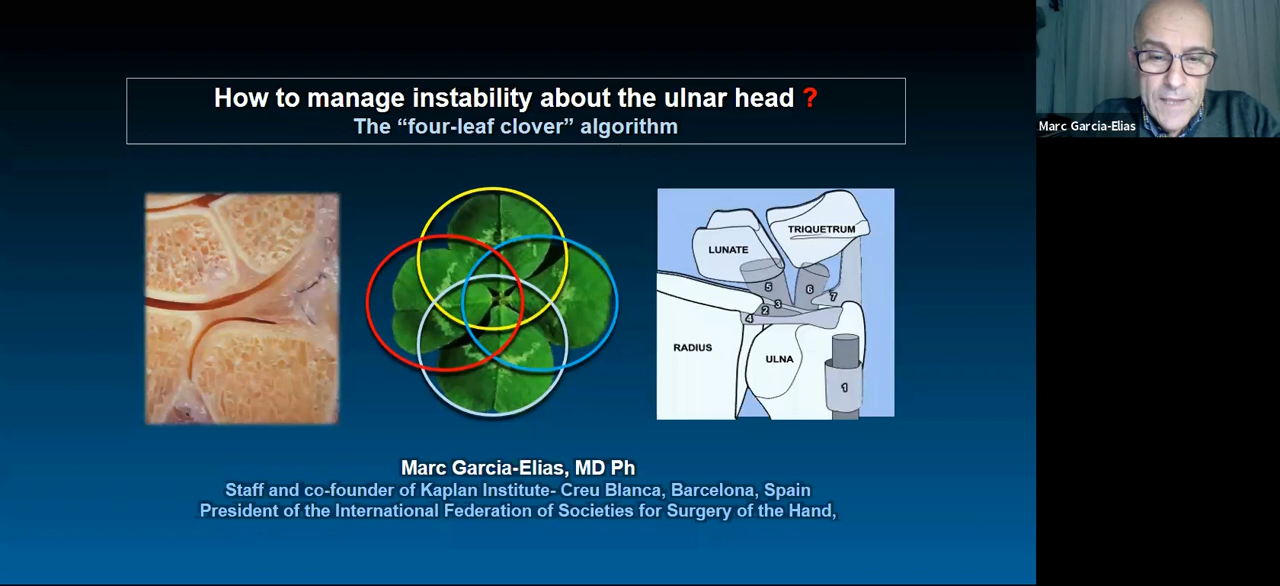 How to manage instability about the ulnar head ?
The “four-leaf clover” algorithm
Marc Garcia-Elias
LUNATE
TRIQUETRUM
5
6
7
3
2
4
RADIUS
ULNA
1
Marc Garcia-Elias, MD Ph
Staff and co-founder of Kaplan Institute- Creu Blanca, Barcelona, Spain
President of the International Federation of Societies for Surgery of the Hand,